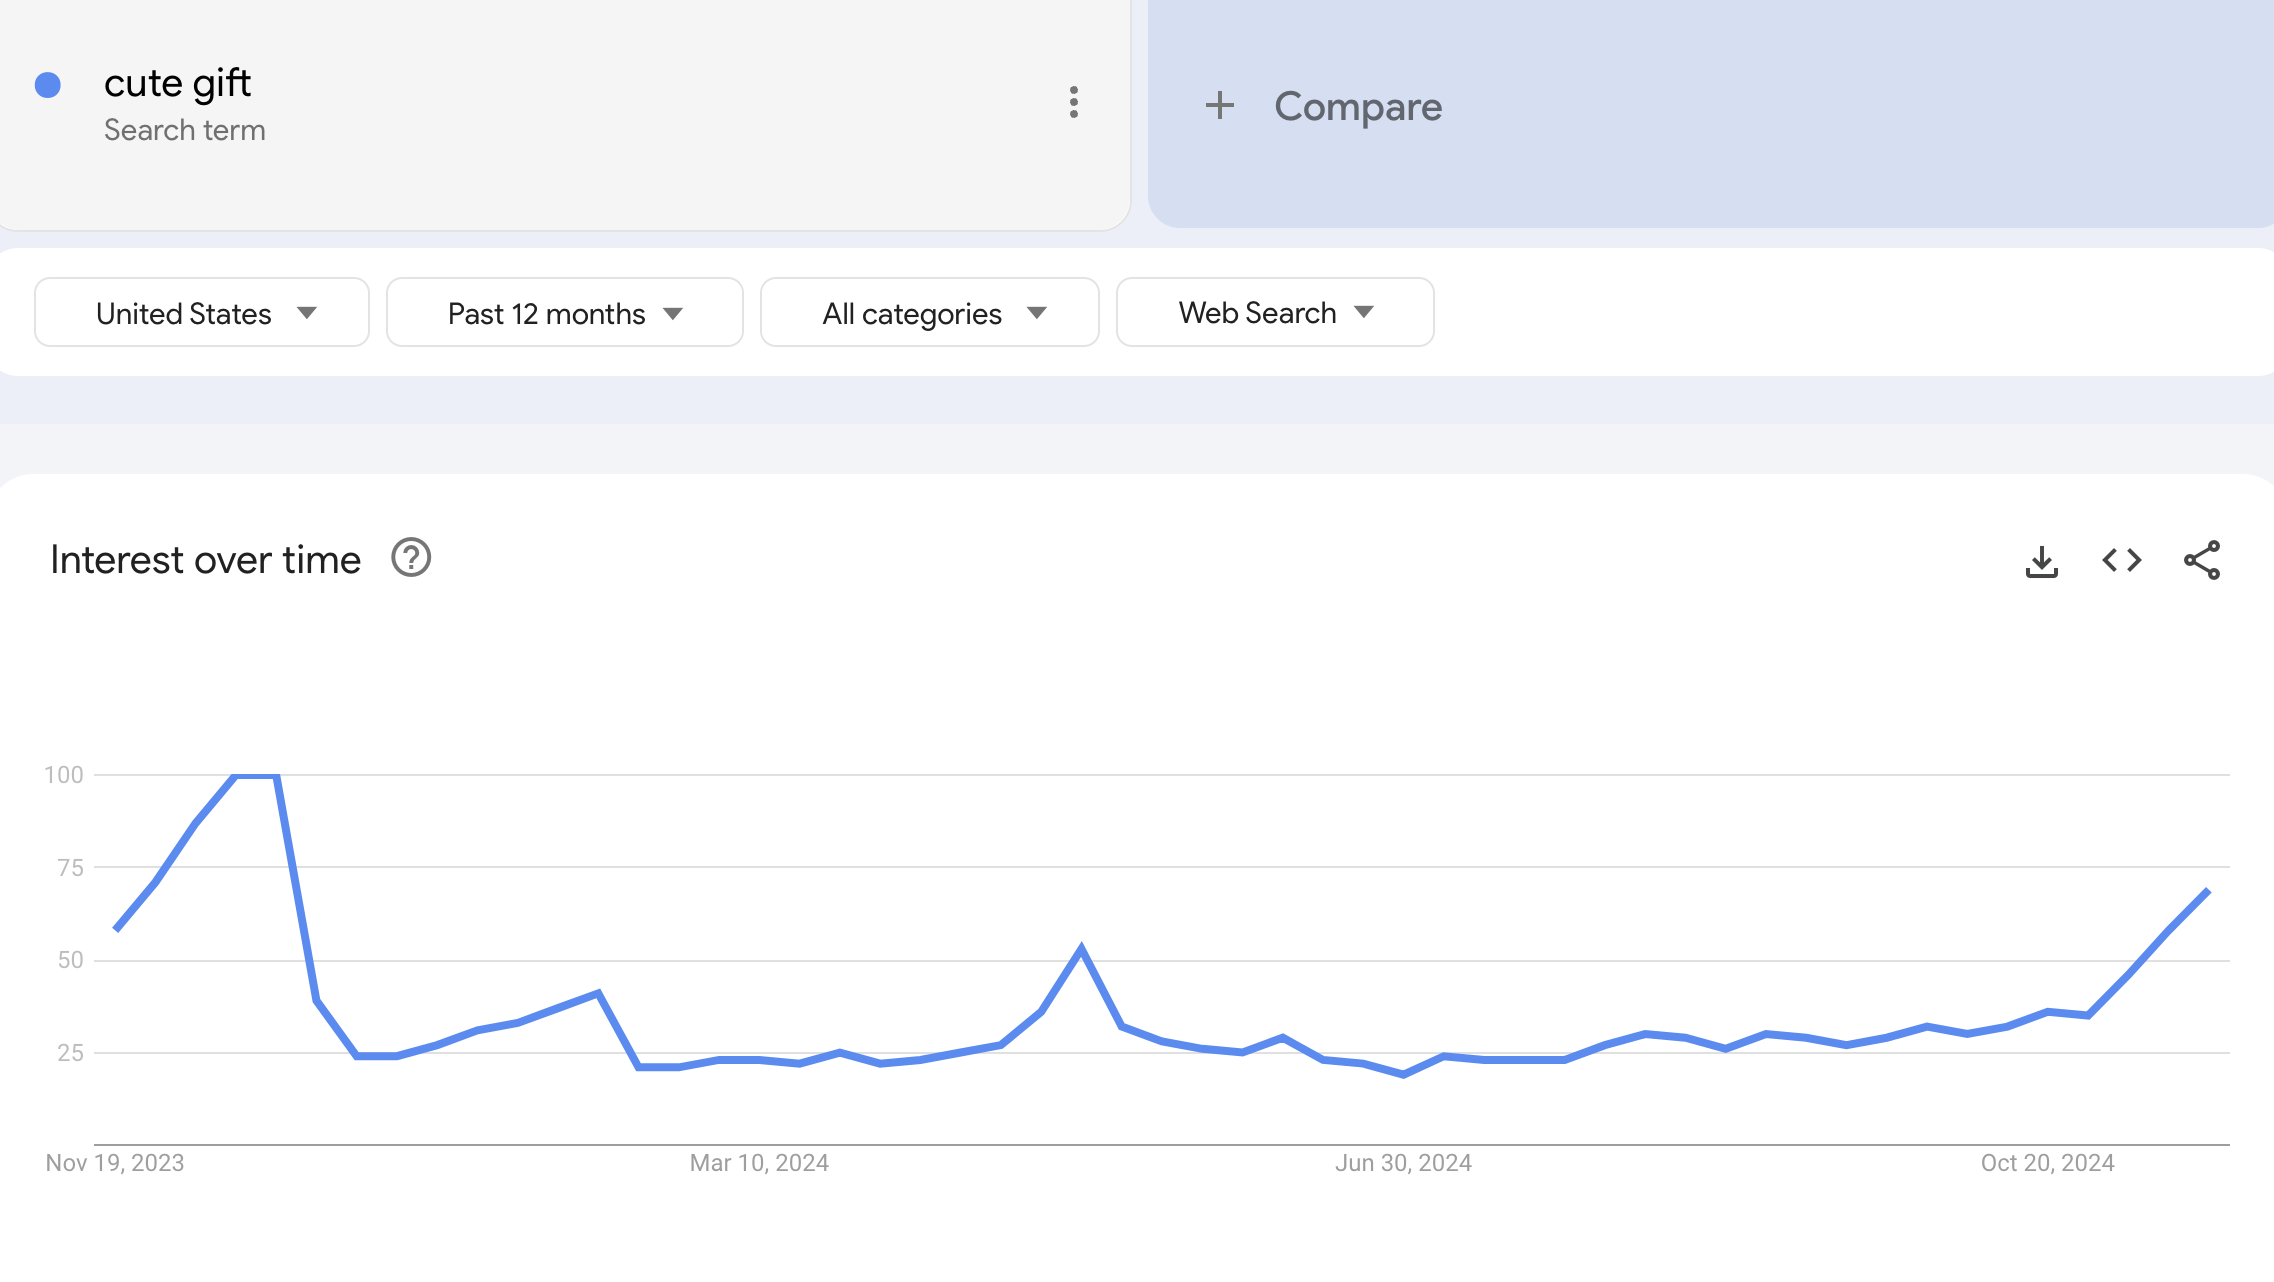 cute gift
Search term
+ Compare
United States
Past 12 months
All categories
Web Search
Interest over time
100
75
50
25
Nov 19, 2023
Mar 10, 2024
Jun 30, 2024
Oct 20, 2024